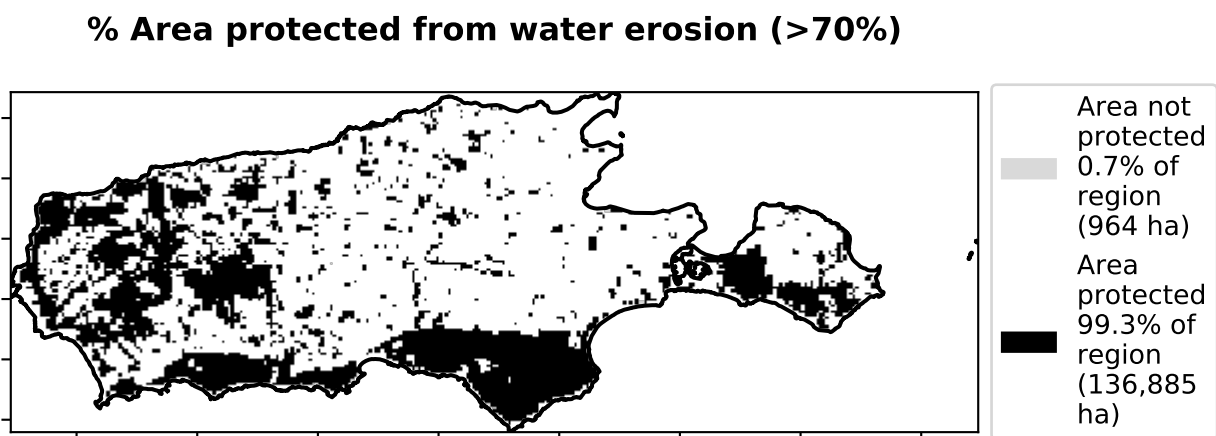 % Area protected from water erosion (>70%)
Area not
protected
0.7% of
region
(964 ha)
Area
protected
99.3% of
region
(136,885
ha)